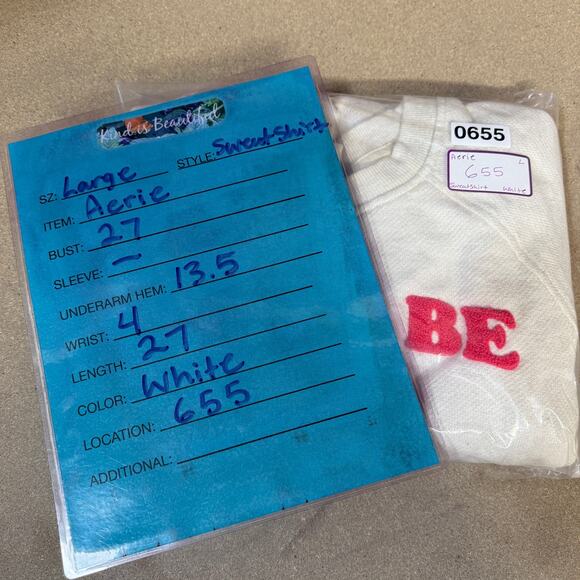 Kind is Beautiful
SZ: Large STYLE: Sweatshirt
ITEM: Aerie
BUST: 27
SLEEVE: —
UNDERARM HEM: 13.5
WRIST: 4
LENGTH: 27
COLOR: White
LOCATION: 655
ADDITIONAL:
0655
Aerie L
655
Sweatshirt White
BE